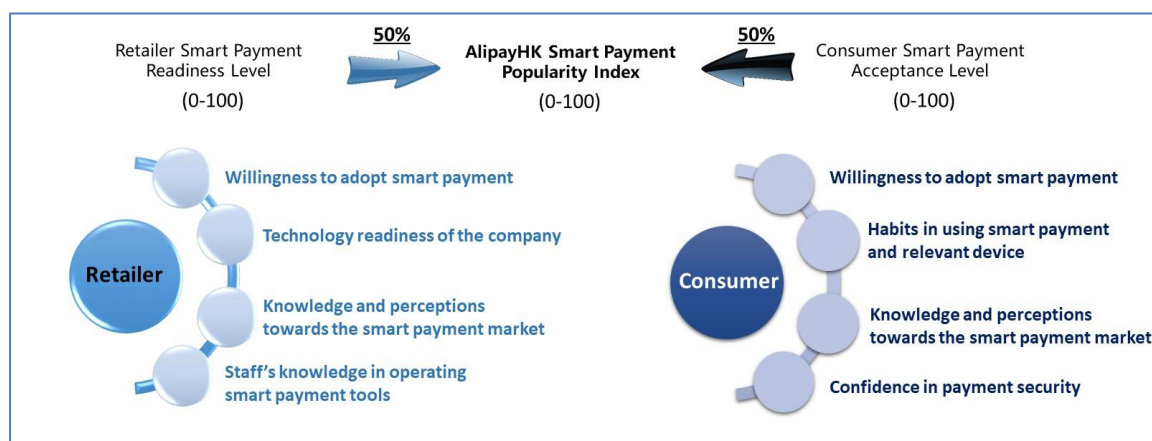 50%
50%
Retailer Smart Payment
Readiness Level
(0-100)
AlipayHK Smart Payment
Popularity Index
(0-100)
Consumer Smart Payment
Acceptance Level
(0-100)
Retailer
Willingness to adopt smart payment
Technology readiness of the company
Knowledge and perceptions
towards the smart payment market
Staff's knowledge in operating
smart payment tools
Consumer
Willingness to adopt smart payment
Habits in using smart payment
and relevant device
Knowledge and perceptions
towards the smart payment market
Confidence in payment security